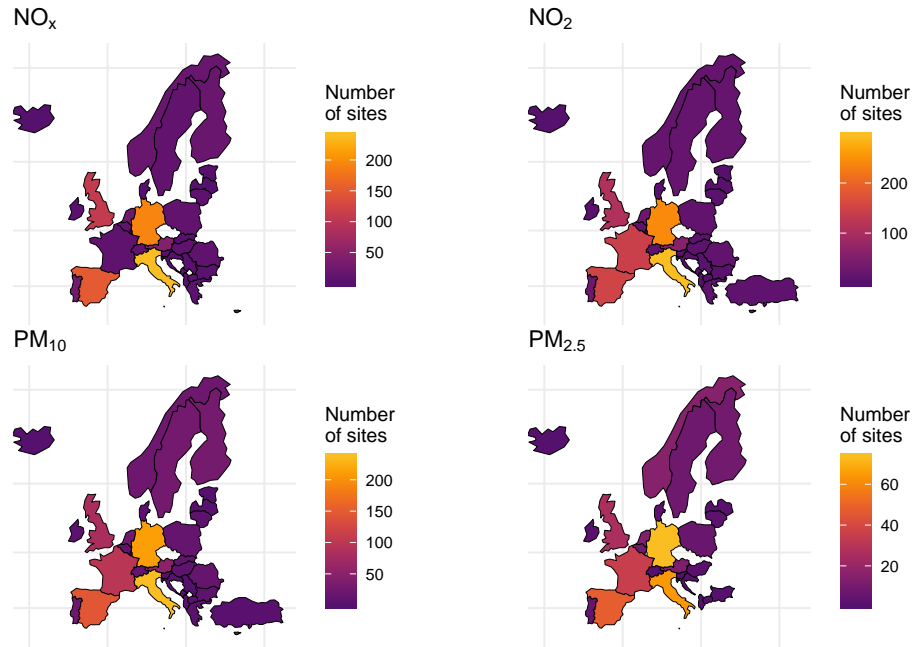 NOₓ
Number
of sites
200
150
100
50
NO₂
Number
of sites
200
100
PM₁₀
Number
of sites
200
150
100
50
PM₂.₅
Number
of sites
60
40
20